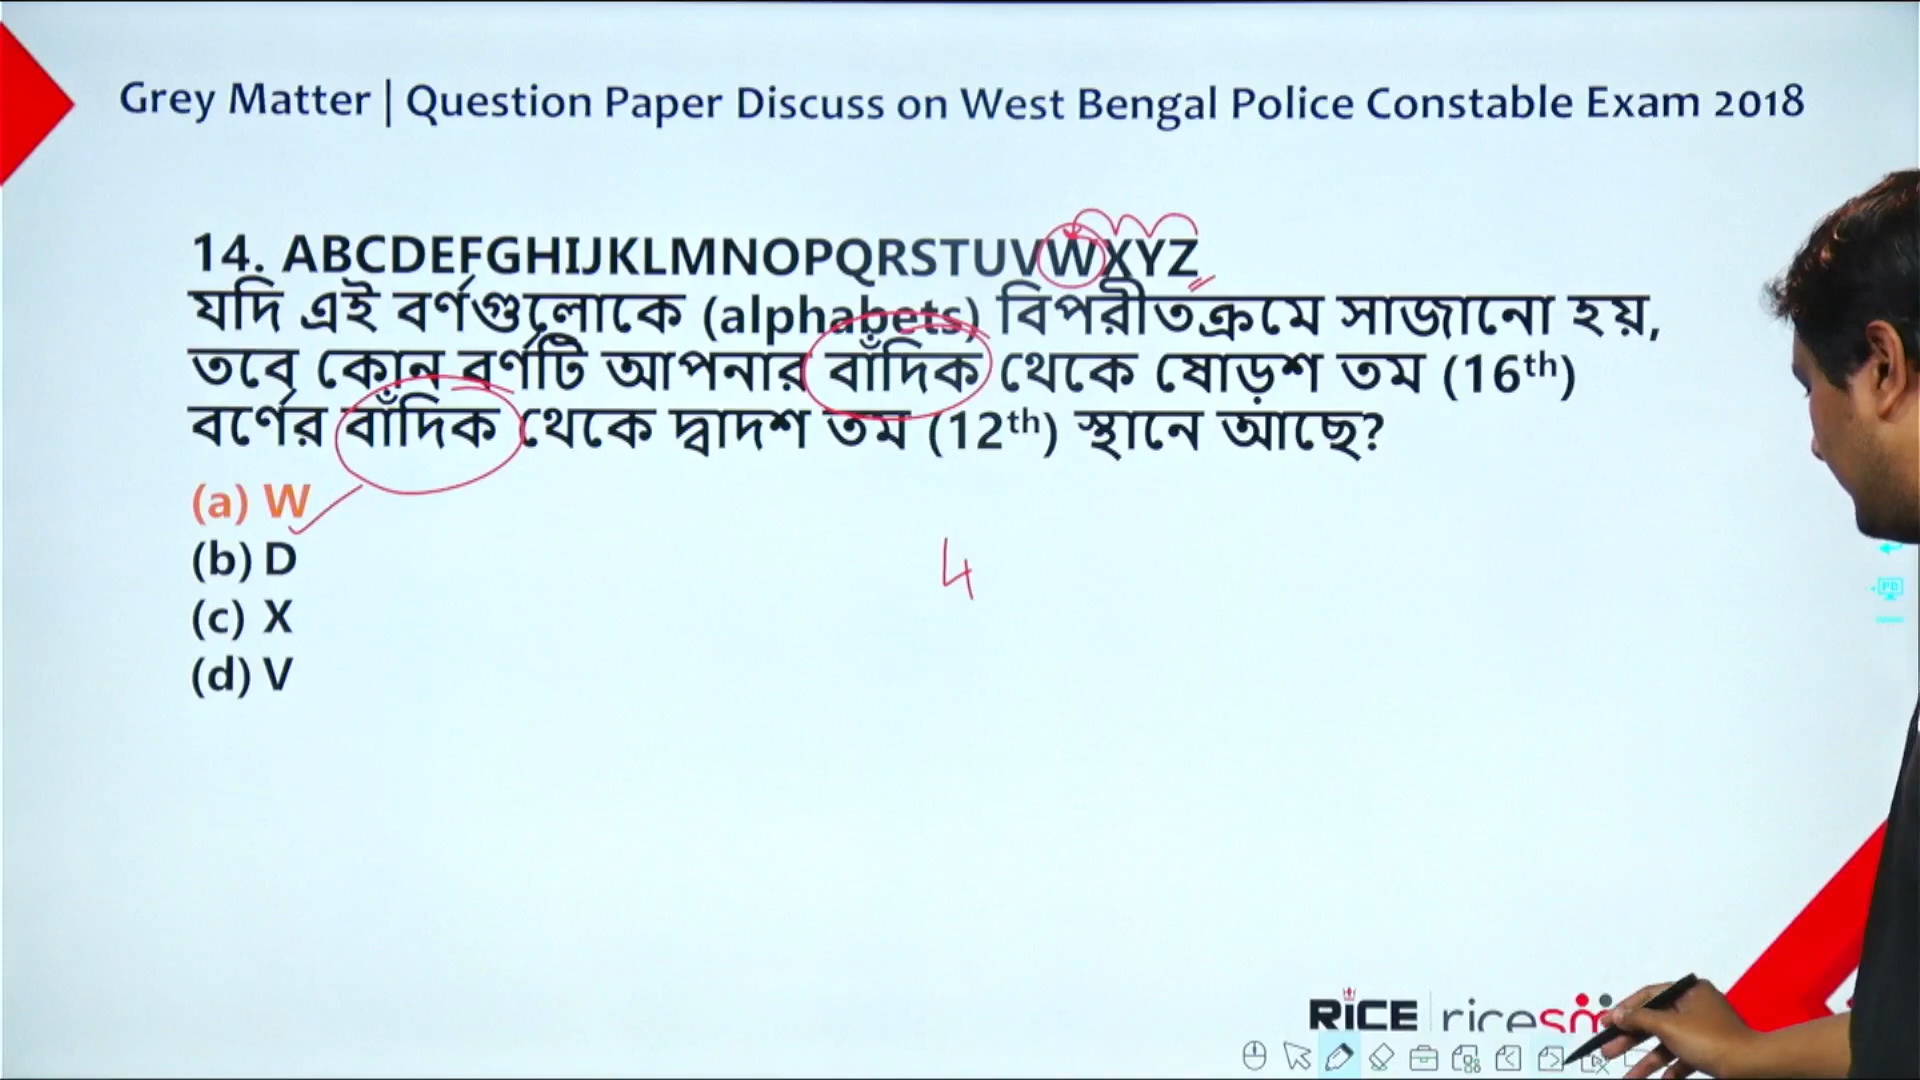 Grey Matter | Question Paper Discuss on West Bengal Police Constable Exam 2018
14. ABCDEFGHIJKLMNOPQRSTUVWXYZ
যদি এই বর্ণগুলোকে (alphabets) বিপরীতক্রমে সাজানো হয়,
তবে কোন বর্ণটি আপনার বাঁদিক থেকে ষোড়শ তম (16th)
বর্ণের বাঁদিক থেকে দ্বাদশ তম (12th) স্থানে আছে?
(a) W
(b) D
(c) X
(d) V
4
RICE
PD